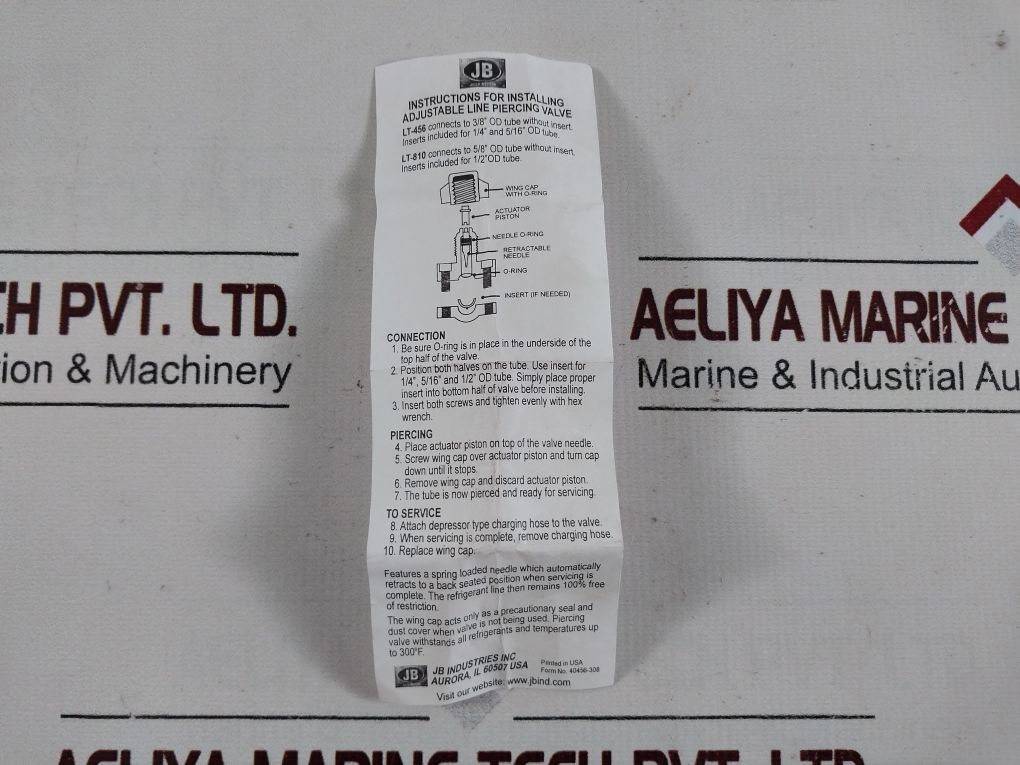 JB
INSTRUCTIONS FOR INSTALLING
ADJUSTABLE LINE PIERCING VALVE
LT-456 connects to 3/8" OD tube without insert.
Inserts included for 1/4" and 5/16" OD tube.
LT-810 connects to 5/8" OD tube without insert.
Inserts included for 1/2"OD tube.
WING CAP
WITH O-RING
ACTUATOR
PISTON
NEEDLE O-RING
RETRACTABLE
NEEDLE
O-RING
INSERT (IF NEEDED)
CONNECTION
1. Be sure O-ring is in place in the underside of the
top half of the valve.
2. Position both halves on the tube. Use insert for
1/4", 5/16" and 1/2" OD tube. Simply place proper
insert into bottom half of valve before installing.
3. Insert both screws and tighten evenly with hex
wrench.
PIERCING
4. Place actuator piston on top of the valve needle.
5. Screw wing cap over actuator piston and turn cap
down until it stops.
6. Remove wing cap and discard actuator piston.
7. The tube is now pierced and ready for servicing.
TO SERVICE
8. Attach depressor type charging hose to the valve.
9. When servicing is complete, remove charging hose.
10. Replace wing cap.
Features a spring loaded needle which automatically
retracts to a back seated position when servicing is
complete. The refrigerant line then remains 100% free
of restriction.
The wing cap acts only as a precautionary seal and
dust cover when valve is not being used. Piercing
valve withstands all refrigerants and temperatures up
to 300°F.
JB
JB INDUSTRIES INC
AURORA, IL 60507 USA
Printed in USA
Form No. 40456-308
Visit our website: www.jbind.com
CH PVT. LTD.
tion & Machinery
AELIYA MARINE
Marine & Industrial Au
AELIYA MARINE TECH PVT. LTD.